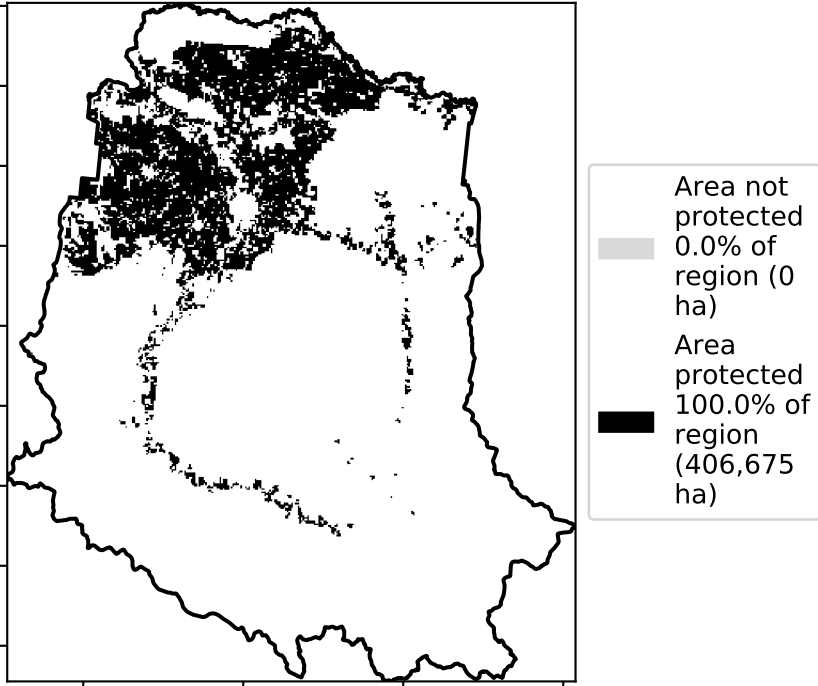 Area not
protected
0.0% of
region (0
ha)
Area
protected
100.0% of
region
(406,675
ha)